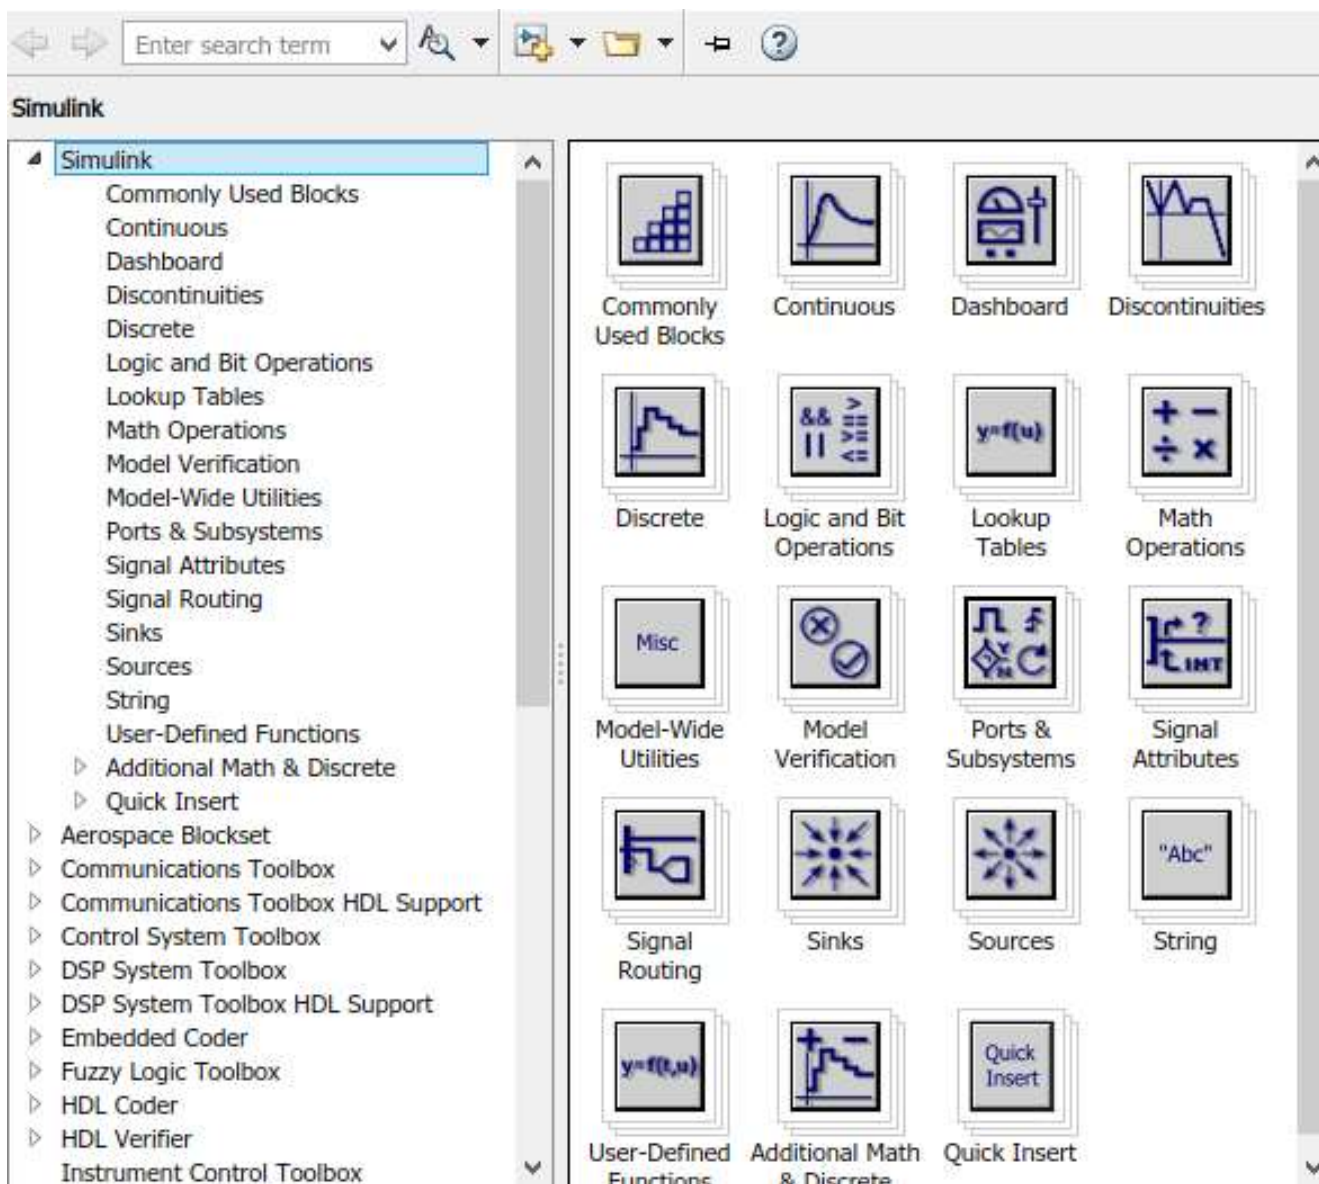 Enter search term
Simulink
Simulink
Commonly Used Blocks
Continuous
Dashboard
Discontinuities
Discrete
Logic and Bit Operations
Lookup Tables
Math Operations
Model Verification
Model-Wide Utilities
Ports & Subsystems
Signal Attributes
Signal Routing
Sinks
Sources
String
User-Defined Functions
Additional Math & Discrete
Quick Insert
Aerospace Blockset
Communications Toolbox
Communications Toolbox HDL Support
Control System Toolbox
DSP System Toolbox
DSP System Toolbox HDL Support
Embedded Coder
Fuzzy Logic Toolbox
HDL Coder
HDL Verifier
Instrument Control Toolbox
Commonly
Used Blocks
Continuous
Dashboard
Discontinuities
&& >
==
|| >=
<=
y=f(u)
+ −
÷ ×
Discrete
Logic and Bit
Operations
Lookup
Tables
Math
Operations
Misc
Y
N
?
INT
Model-Wide
Utilities
Model
Verification
Ports &
Subsystems
Signal
Attributes
"Abc"
Signal
Routing
Sinks
Sources
String
y=f(t,u)
+ −
Quick
Insert
User-Defined
Functions
Additional Math
& Discrete
Quick Insert